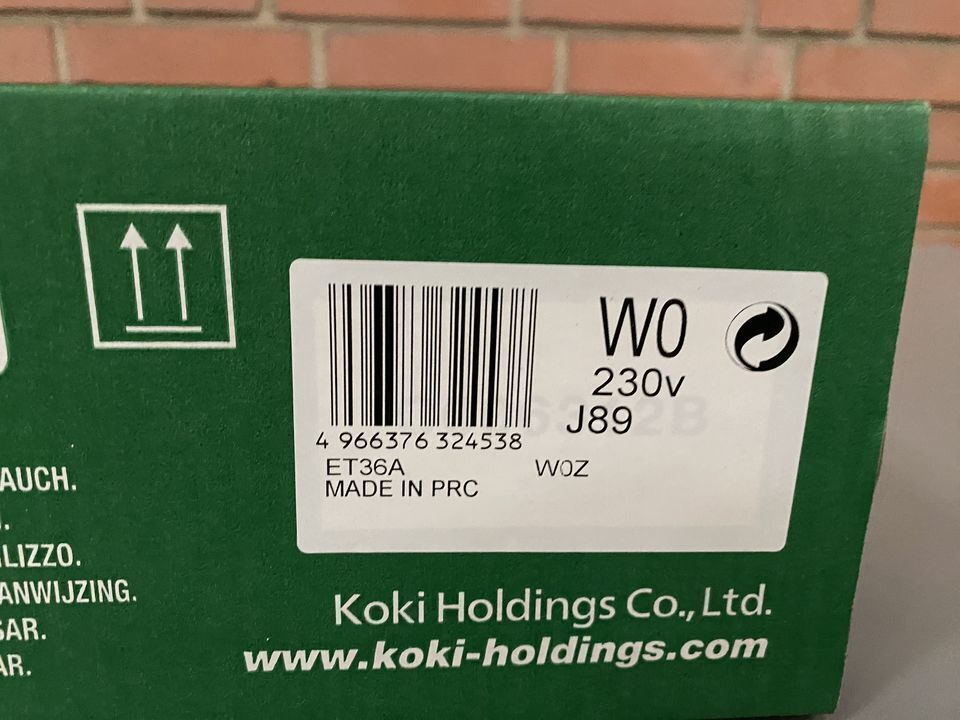 W0
230v
J89
4 966376 324538
ET36A W0Z
MADE IN PRC
AUCH.
LIZZO.
ANWIJZING.
AR.
AR.
Koki Holdings Co., Ltd.
www.koki-holdings.com